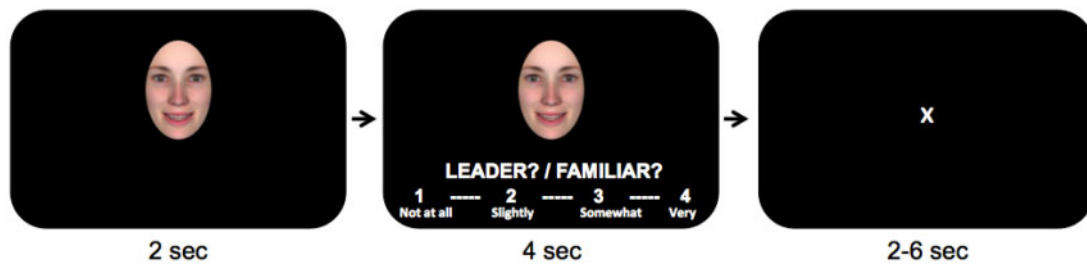 X
LEADER? / FAMILIAR?
1 ----- 2 ----- 3 ----- 4
Not at all Slightly Somewhat Very
2 sec 4 sec 2-6 sec